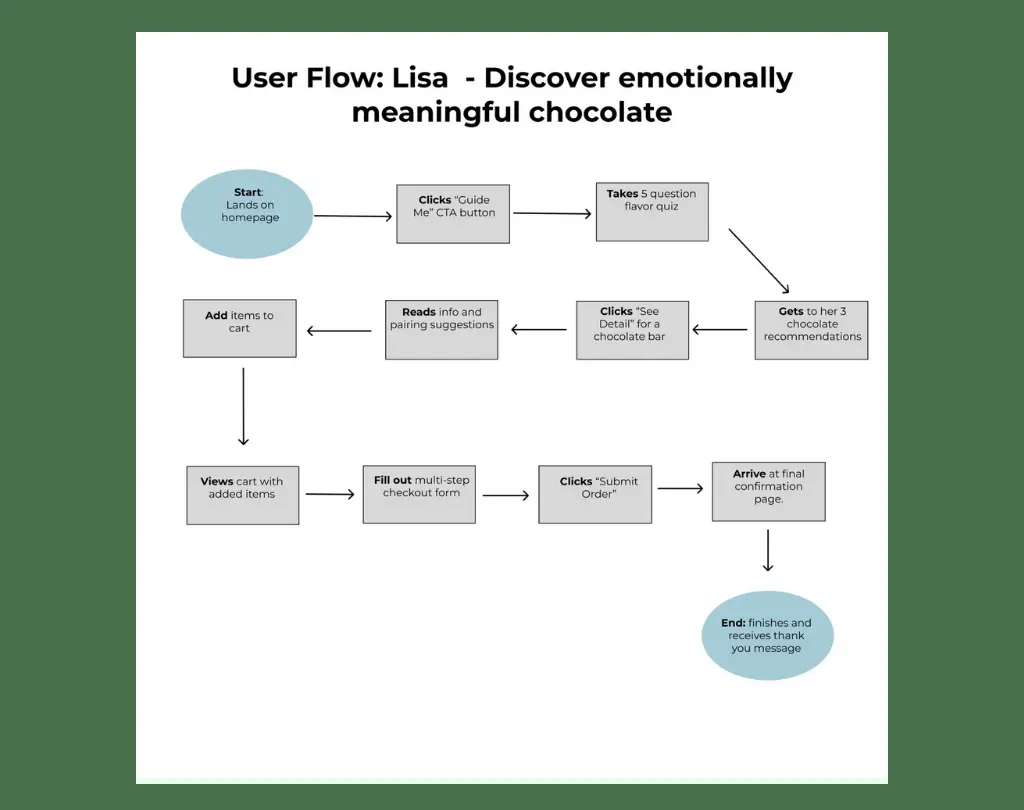 User Flow: Lisa  - Discover emotionally
meaningful chocolate
Start:
Lands on
homepage
Clicks “Guide
Me” CTA button
Takes 5 question
flavor quiz
Gets to her 3
chocolate
recommendations
Clicks “See
Detail” for a
chocolate bar
Reads info and
pairing suggestions
Add items to
cart
Views cart with
added items
Fill out multi-step
checkout form
Clicks “Submit
Order”
Arrive at final
confirmation
page.
End: finishes and
receives thank
you message